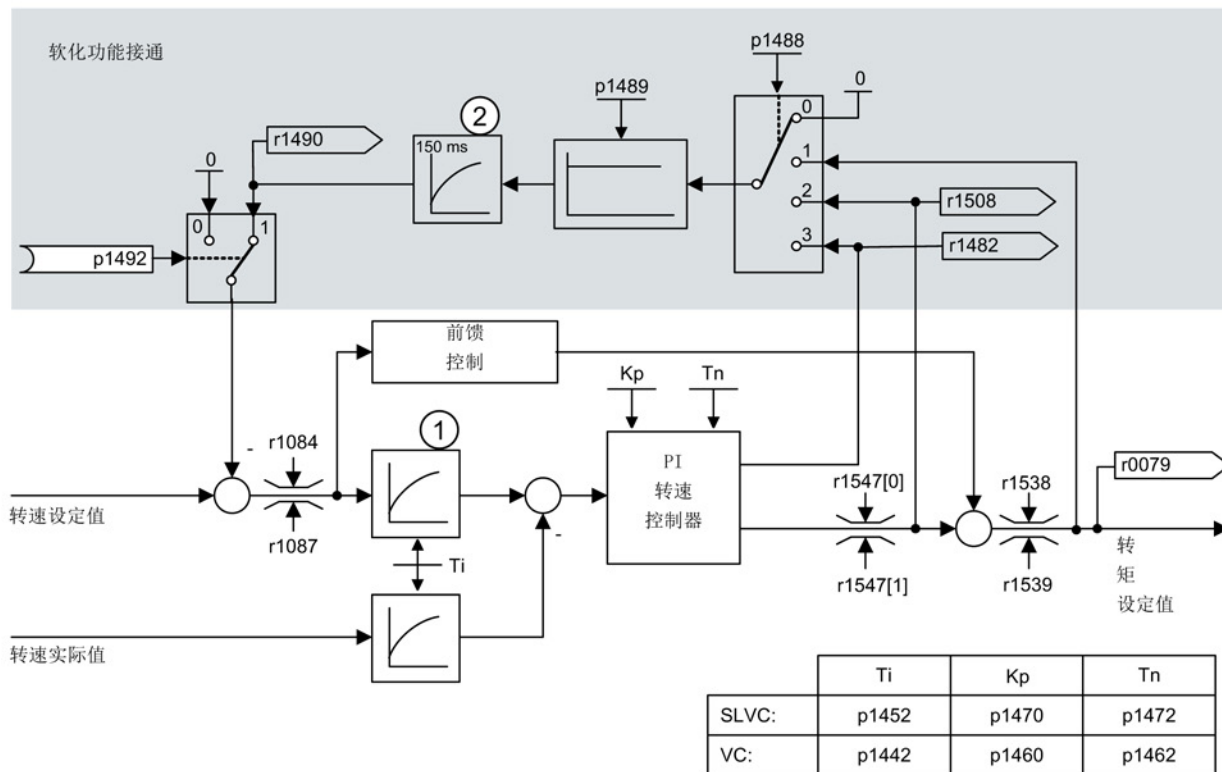 软化功能接通
p1488
0
p1489
0
②
r1490
150 ms
1
0
2
r1508
0
1
3
r1482
p1492
前馈
控制
Kp
Tn
-
r1084
①
PI
转速
控制器
r0079
r1547[0]
r1538
转速设定值
r1087
-
Ti
r1547[1]
r1539
转
矩
设定值
转速实际值
Ti Kp Tn
SLVC: p1452 p1470 p1472
VC: p1442 p1460 p1462